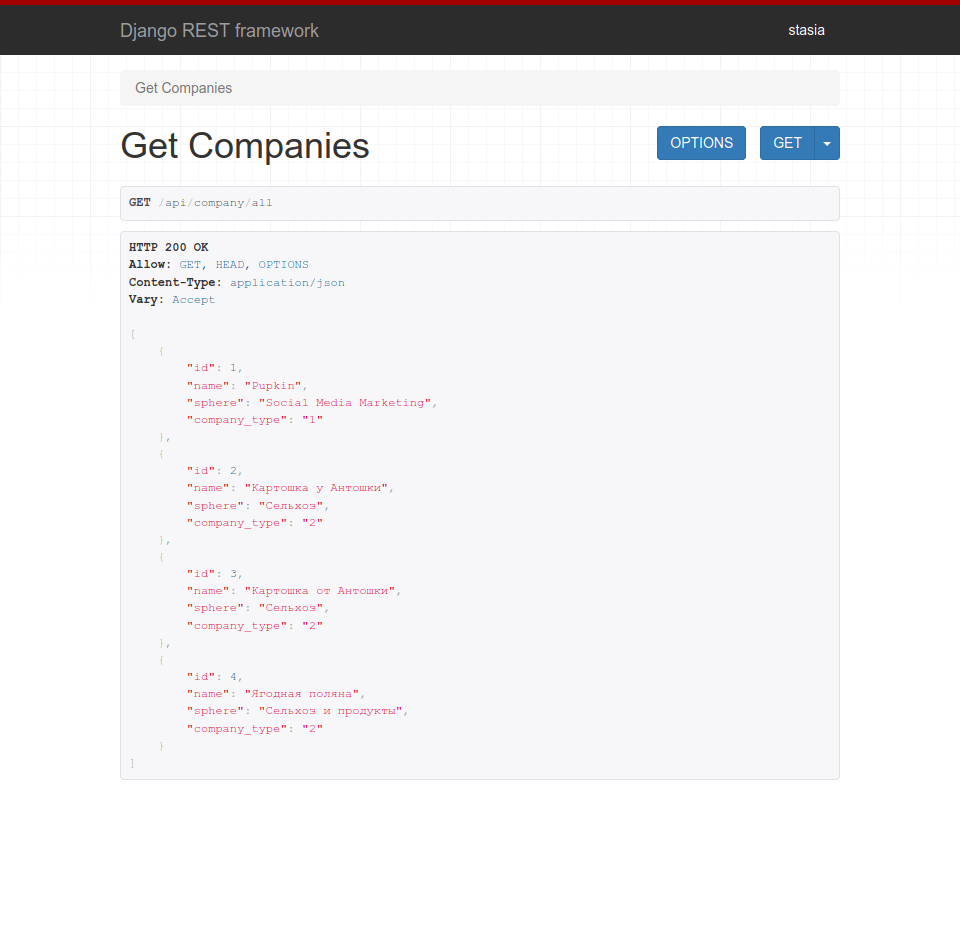 Django REST framework
stasia
Get Companies
Get Companies
OPTIONS
GET
GET /api/company/all
HTTP 200 OK
Allow: GET, HEAD, OPTIONS
Content-Type: application/json
Vary: Accept
[
    {
        "id": 1,
        "name": "Pupkin",
        "sphere": "Social Media Marketing",
        "company_type": "1"
    },
    {
        "id": 2,
        "name": "Картошка у Антошки",
        "sphere": "Сельхоз",
        "company_type": "2"
    },
    {
        "id": 3,
        "name": "Картошка от Антошки",
        "sphere": "Сельхоз",
        "company_type": "2"
    },
    {
        "id": 4,
        "name": "Ягодная поляна",
        "sphere": "Сельхоз и продукты",
        "company_type": "2"
    }
]